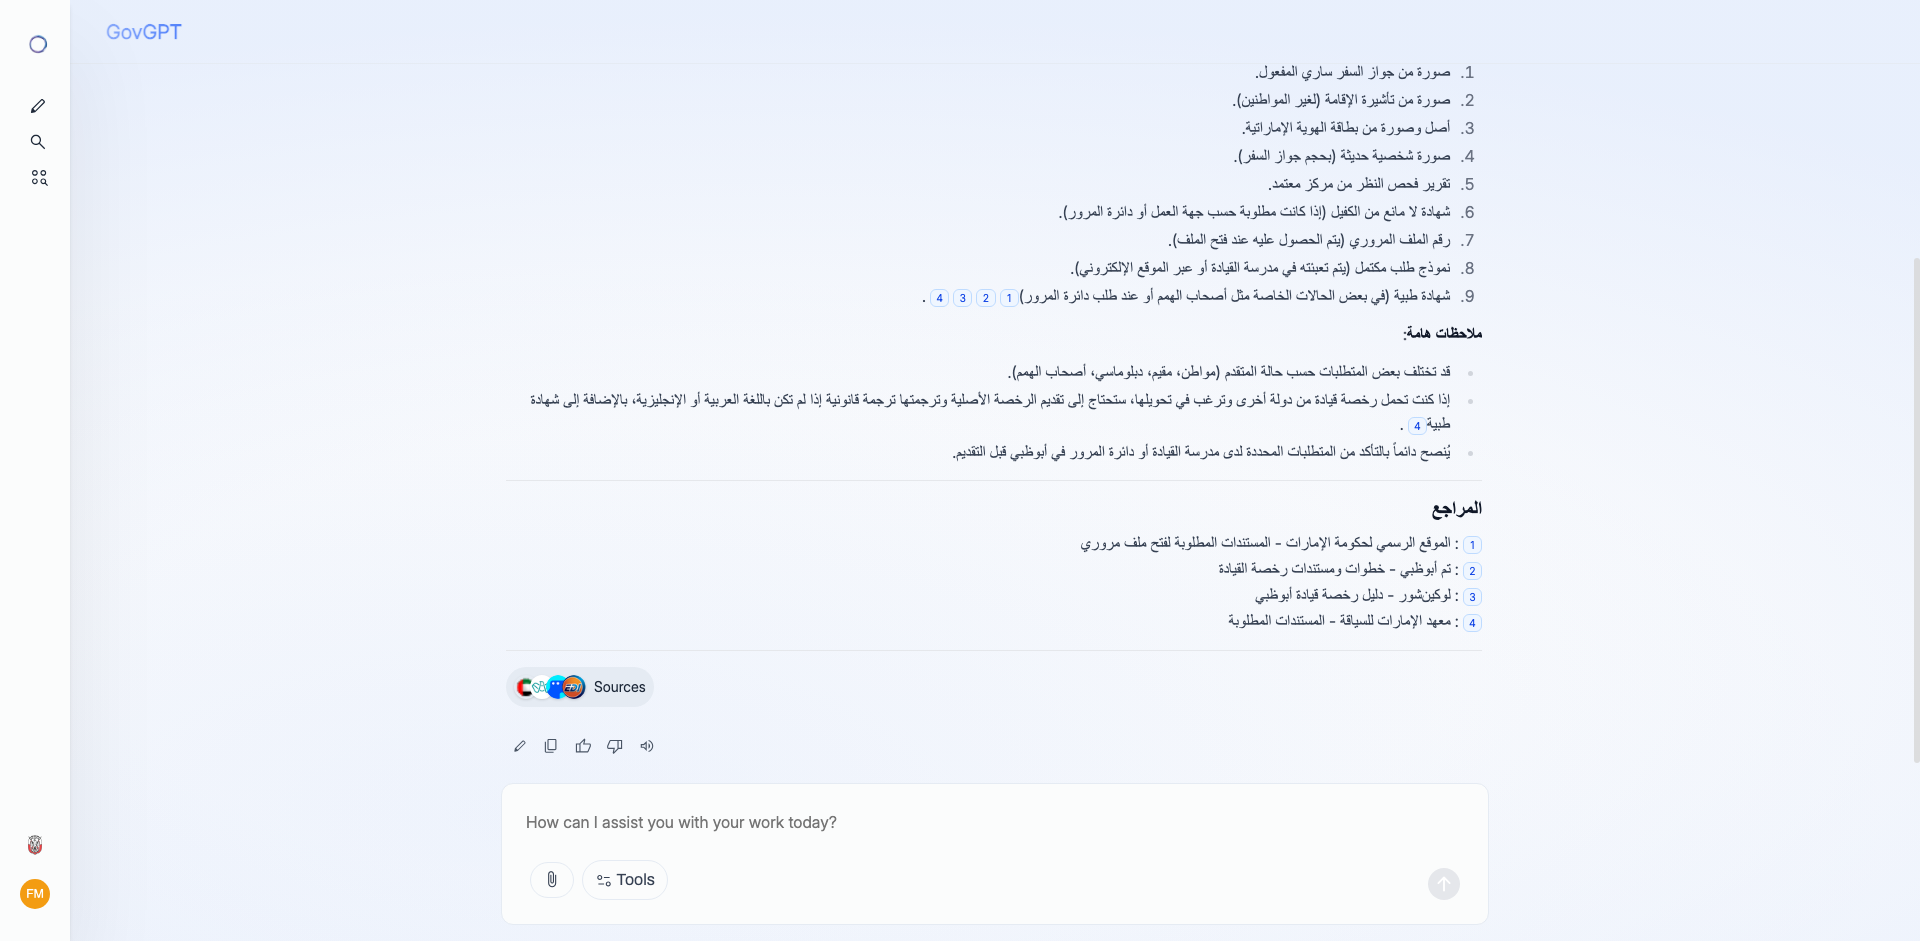 GovGPT
1. صورة من جواز السفر ساري المفعول.
2. صورة من تأشيرة الإقامة (لغير المواطنين).
3. أصل وصورة من بطاقة الهوية الإماراتية.
4. صورة شخصية حديثة (بحجم جواز السفر).
5. تقرير فحص النظر من مركز معتمد.
6. شهادة لا مانع من الكفيل (إذا كانت مطلوبة حسب جهة العمل أو دائرة المرور).
7. رقم الملف المروري (يتم الحصول عليه عند فتح الملف).
8. نموذج طلب مكتمل (يتم تعبئته في مدرسة القيادة أو عبر الموقع الإلكتروني).
9. شهادة طبية (في بعض الحالات الخاصة مثل أصحاب الهمم أو عند طلب دائرة المرور) 1 2 3 4 .
ملاحظات هامة:
قد تختلف بعض المتطلبات حسب حالة المتقدم (مواطن، مقيم، دبلوماسي، أصحاب الهمم).
إذا كنت تحمل رخصة قيادة من دولة أخرى وترغب في تحويلها، ستحتاج إلى تقديم الرخصة الأصلية وترجمتها ترجمة قانونية إذا لم تكن باللغة العربية أو الإنجليزية، بالإضافة إلى شهادة
طبية 4 .
يُنصح دائماً بالتأكد من المتطلبات المحددة لدى مدرسة القيادة أو دائرة المرور في أبوظبي قبل التقديم.
المراجع
1 : الموقع الرسمي لحكومة الإمارات - المستندات المطلوبة لفتح ملف مروري
2 : تم أبوظبي - خطوات ومستندات رخصة القيادة
3 : لوكينشور - دليل رخصة قيادة أبوظبي
4 : معهد الإمارات للسياقة - المستندات المطلوبة
EDI Sources
How can I assist you with your work today?
Tools
FM